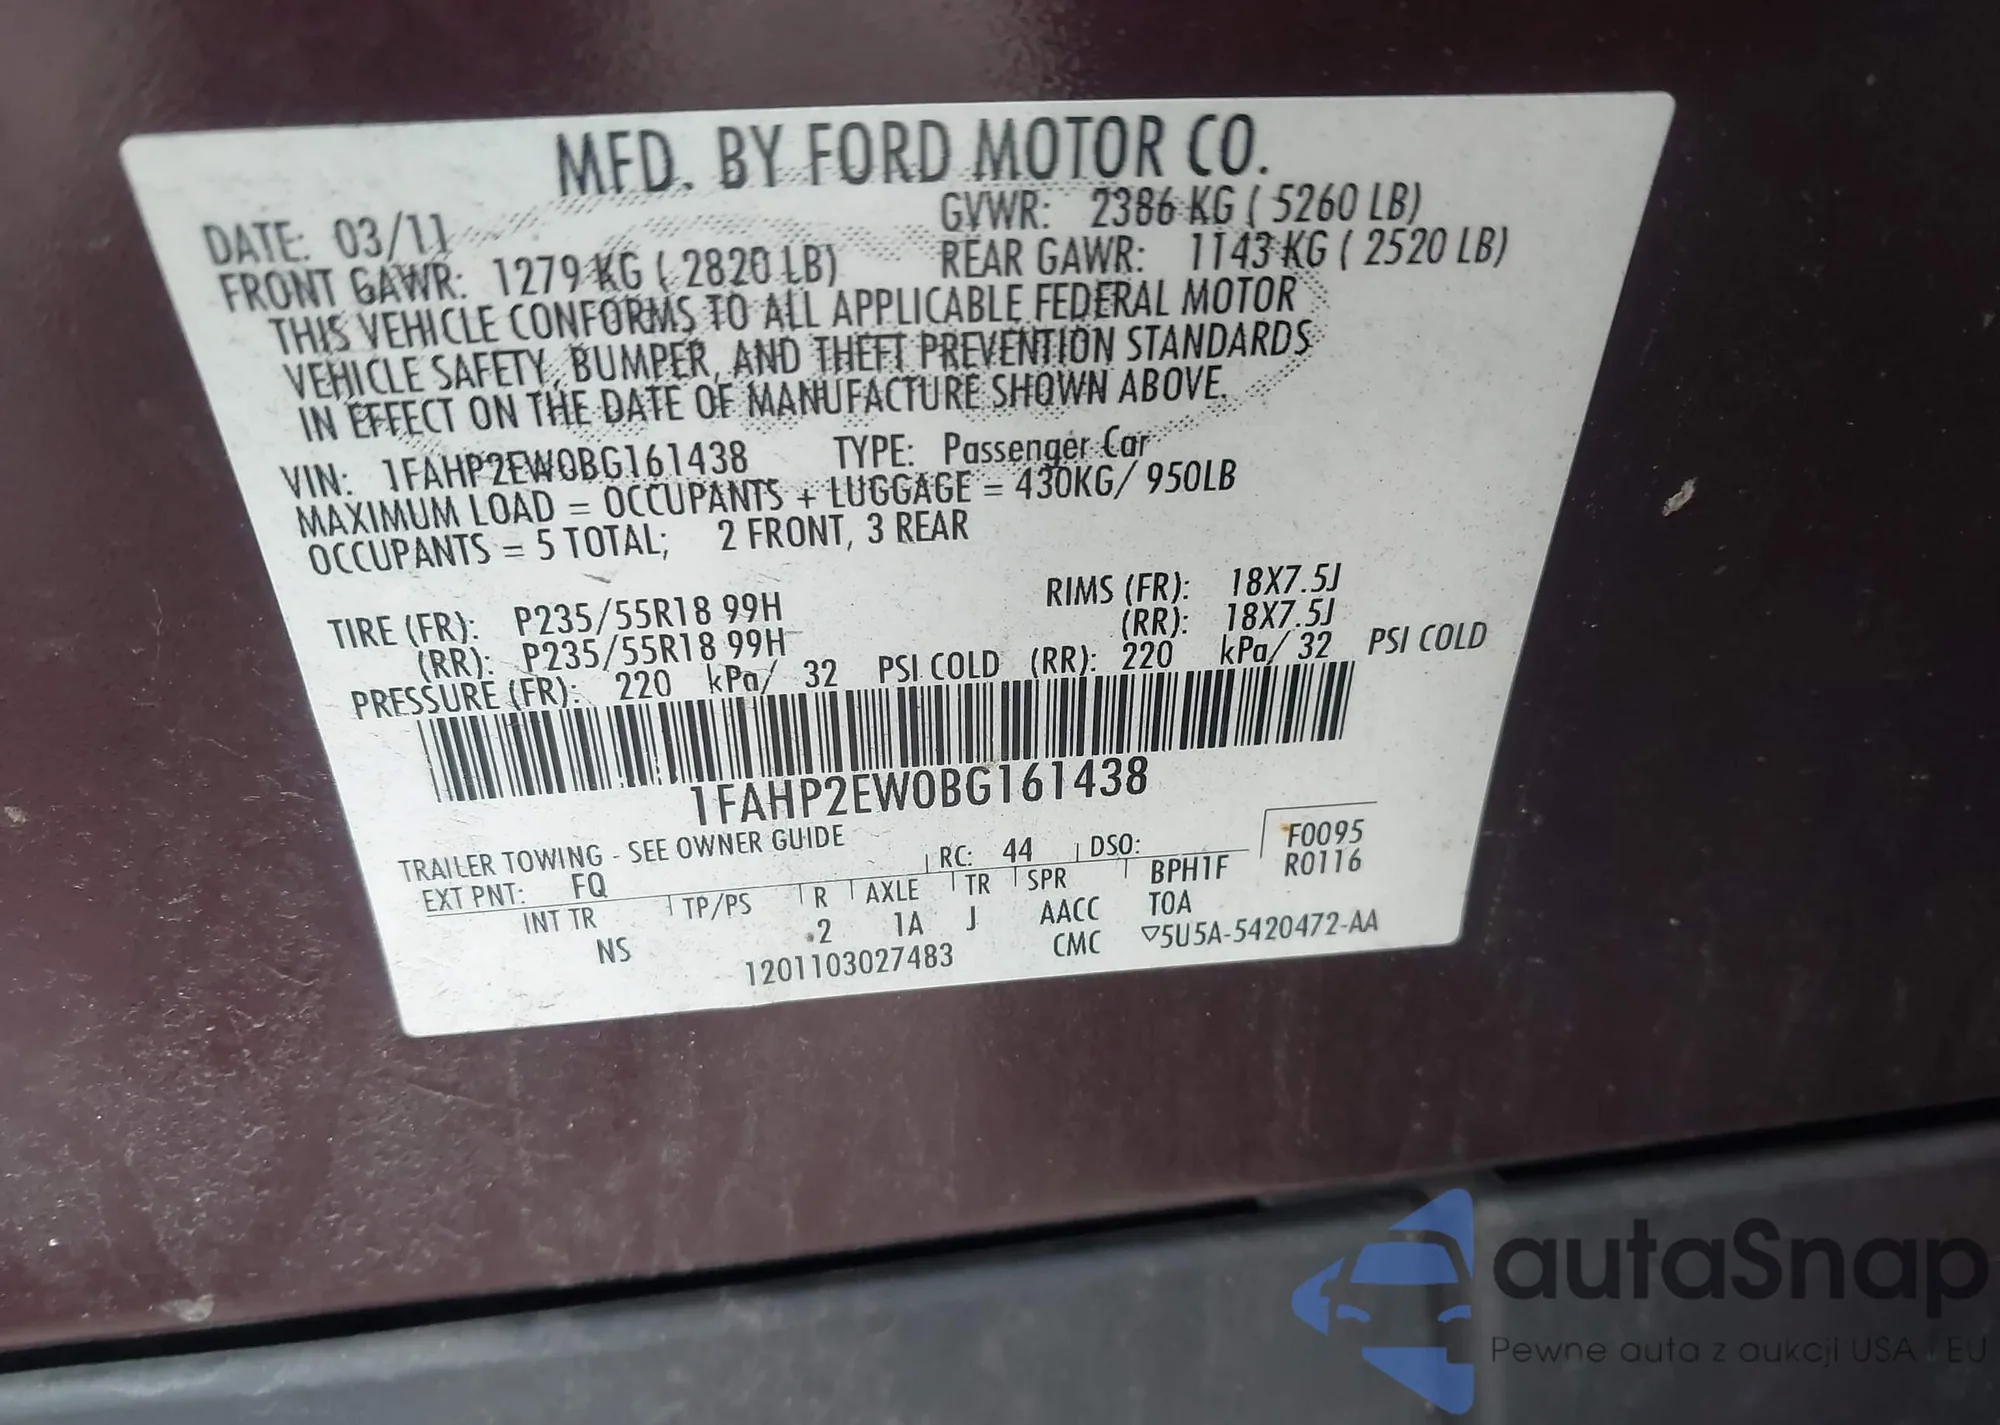 MFD. BY FORD MOTOR CO.
DATE: 03/11 GVWR: 2386 KG ( 5260 LB)
FRONT GAWR: 1279 KG ( 2820 LB) REAR GAWR: 1143 KG ( 2520 LB)
THIS VEHICLE CONFORMS TO ALL APPLICABLE FEDERAL MOTOR
VEHICLE SAFETY, BUMPER, AND THEFT PREVENTION STANDARDS
IN EFFECT ON THE DATE OF MANUFACTURE SHOWN ABOVE.
VIN: 1FAHP2EW0BG161438 TYPE: Passenger Car
MAXIMUM LOAD = OCCUPANTS + LUGGAGE = 430KG/ 950LB
OCCUPANTS = 5 TOTAL; 2 FRONT, 3 REAR
TIRE (FR): P235/55R18 99H RIMS (FR): 18X7.5J
(RR): P235/55R18 99H (RR): 18X7.5J
PRESSURE (FR): 220 kPa/ 32 PSI COLD (RR): 220 kPa/ 32 PSI COLD
1FAHP2EW0BG161438
TRAILER TOWING - SEE OWNER GUIDE
EXT PNT: FQ RC: 44 DSO: F0095
INT TR TP/PS R AXLE TR SPR BPH1F R0116
NS 2 1A J AACC TOA
1201103027483 CMC ▽5U5A-5420472-AA
autaSnap
Pewne auta z aukcji USA i EU